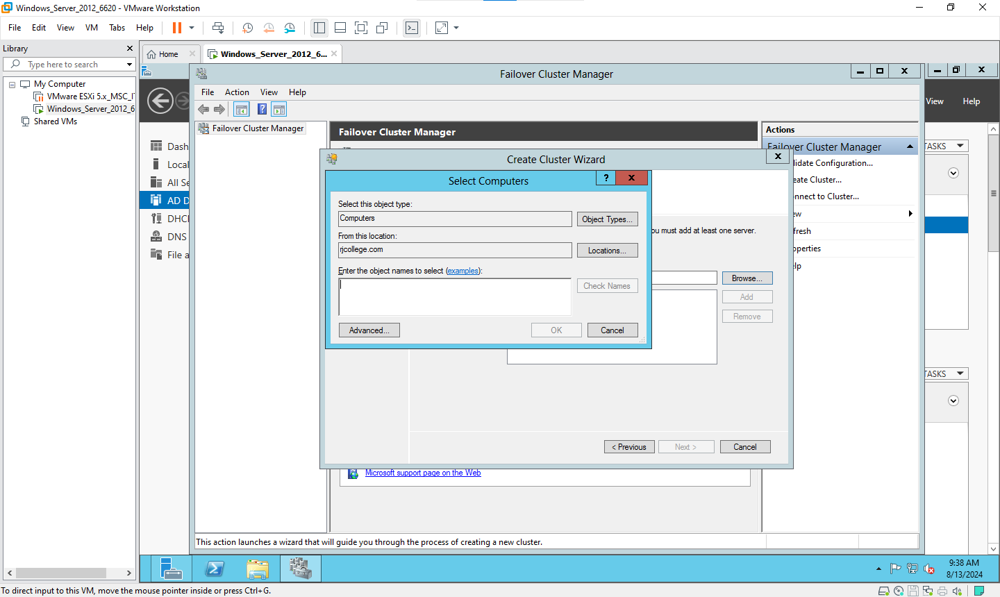 Windows_Server_2012_6620 - VMware Workstation
File Edit View VM Tabs Help
Library
Type here to search
My Computer
VMware ESXi 5.x_MSC_I
Windows_Server_2012_6
Shared VMs
Home
Windows_Server_2012_6...
Failover Cluster Manager
File Action View Help
View Help
Failover Cluster Manager
Failover Cluster Manager
Actions
Failover Cluster Manager
lidate Configuration...
eate Cluster...
nnect to Cluster...
ew
fresh
operties
lp
Dash
Local
All Se
AD D
DHCI
DNS
File a
TASKS
TASKS
Create Cluster Wizard
ou must add at least one server.
Browse...
Add
Remove
< Previous
Next >
Cancel
Select Computers
?
Select this object type:
Computers
Object Types...
From this location:
rjcollege.com
Locations...
Enter the object names to select (examples):
Check Names
Advanced...
OK
Cancel
Microsoft support page on the Web
This action launches a wizard that will guide you through the process of creating a new cluster.
9:38 AM
8/13/2024
To direct input to this VM, move the mouse pointer inside or press Ctrl+G.